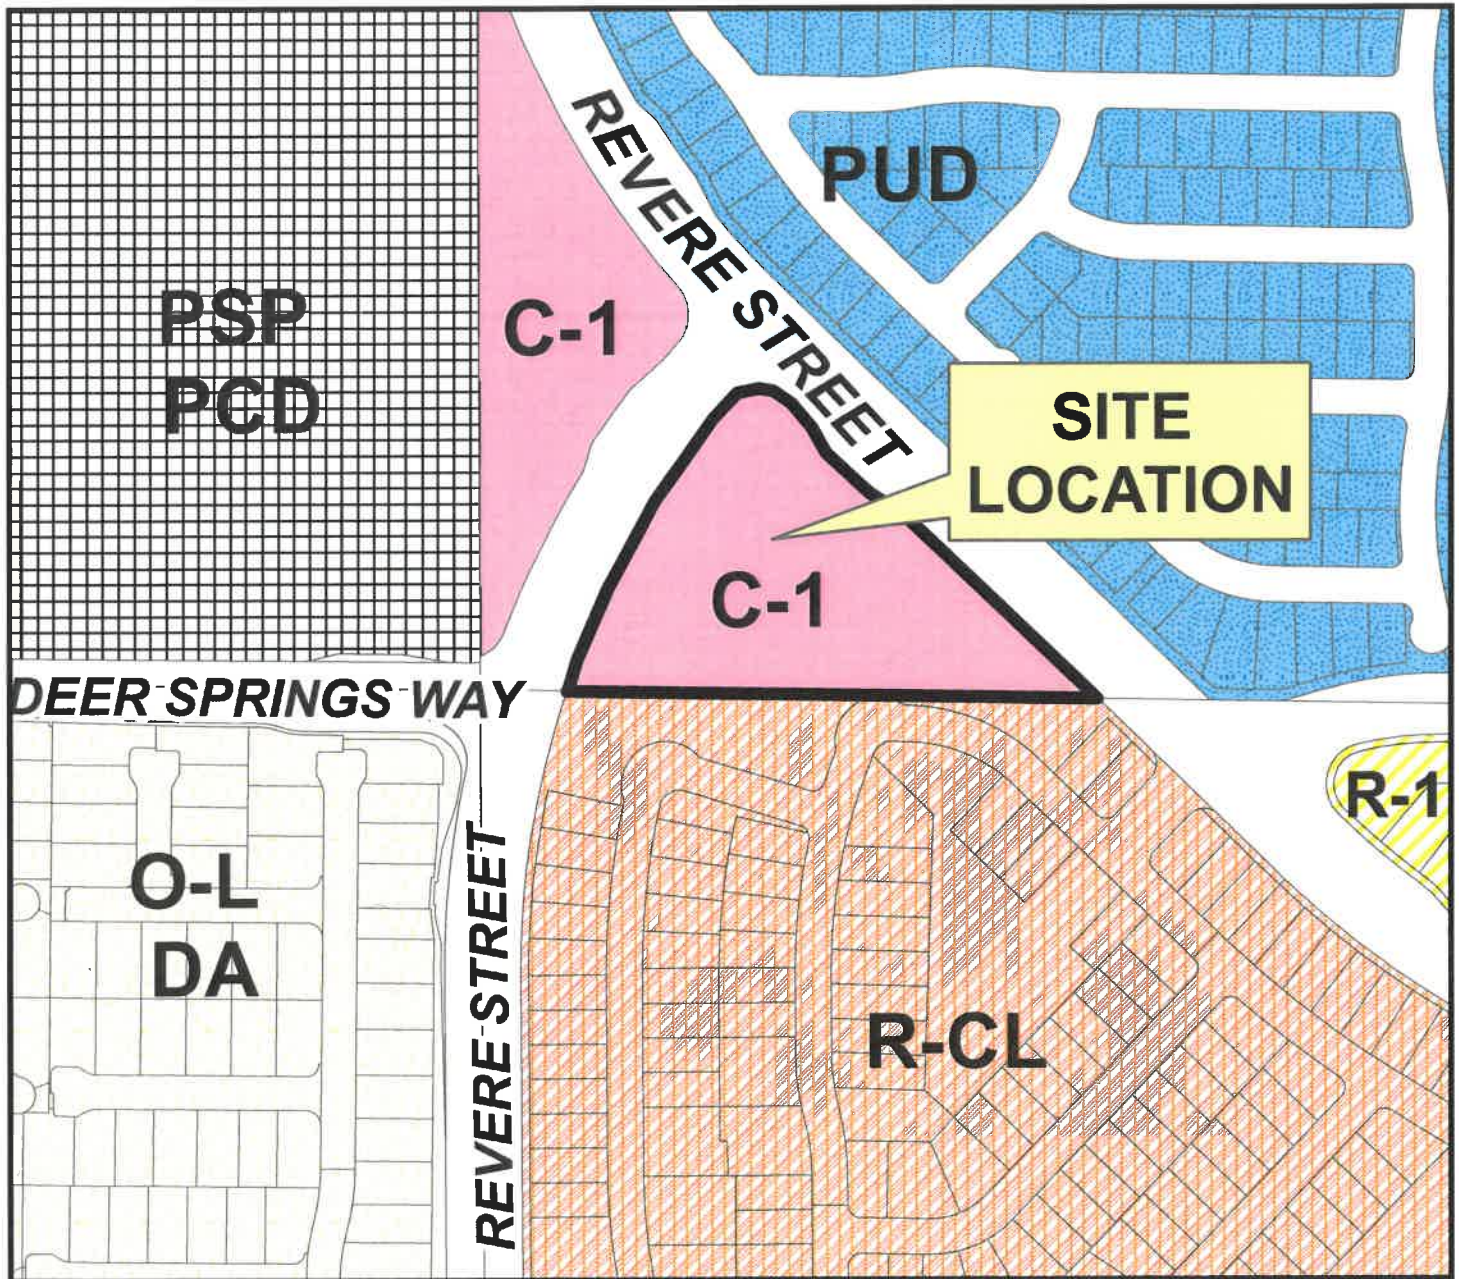 REVERE STREET
PUD
PSP
PCD
C-1
SITE
LOCATION
C-1
DEER SPRINGS WAY
R-1
O-L
DA
REVERE STREET
R-CL